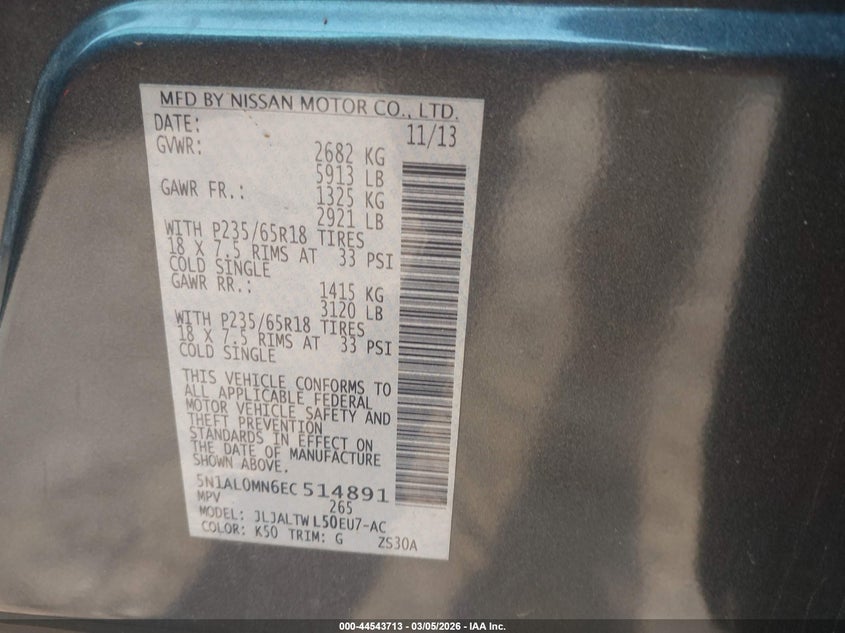 MFD BY NISSAN MOTOR CO., LTD.
DATE: 11/13
GVWR: 2682 KG
5913 LB
GAWR FR.: 1325 KG
2921 LB
WITH P235/65R18 TIRES
18 X 7.5 RIMS AT 33 PSI
COLD SINGLE
GAWR RR.: 1415 KG
3120 LB
WITH P235/65R18 TIRES
18 X 7.5 RIMS AT 33 PSI
COLD SINGLE
THIS VEHICLE CONFORMS TO
ALL APPLICABLE FEDERAL
MOTOR VEHICLE SAFETY AND
THEFT PREVENTION
STANDARDS IN EFFECT ON
THE DATE OF MANUFACTURE
SHOWN ABOVE.
5N1AL0MN6EC514891
MPV 265
MODEL: JLJALTWL50EU7-AC
COLOR: K50 TRIM: G ZS30A
000-44543713 - 03/05/2026 - IAA Inc.